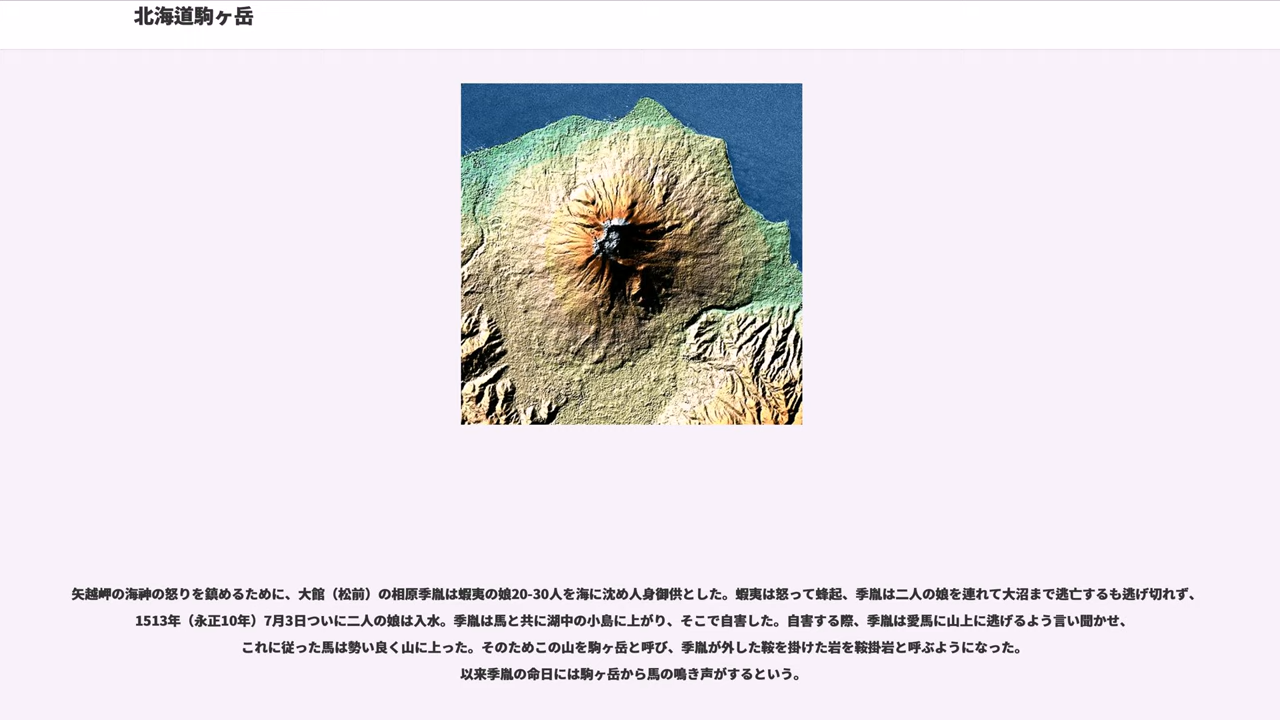 北海道駒ヶ岳
矢越岬の海神の怒りを鎮めるために、大館（松前）の相原季胤は蝦夷の娘20-30人を海に沈め人身御供とした。蝦夷は怒って蜂起、季胤は二人の娘を連れて大沼まで逃亡するも逃げ切れず、
1513年（永正10年）7月3日ついに二人の娘は入水。季胤は馬と共に湖中の小島に上がり、そこで自害した。自害する際、季胤は愛馬に山上に逃げるよう言い聞かせ、
これに従った馬は勢い良く山に上った。そのためこの山を駒ヶ岳と呼び、季胤が外した鞍を掛けた岩を鞍掛岩と呼ぶようになった。
以来季胤の命日には駒ヶ岳から馬の鳴き声がするという。